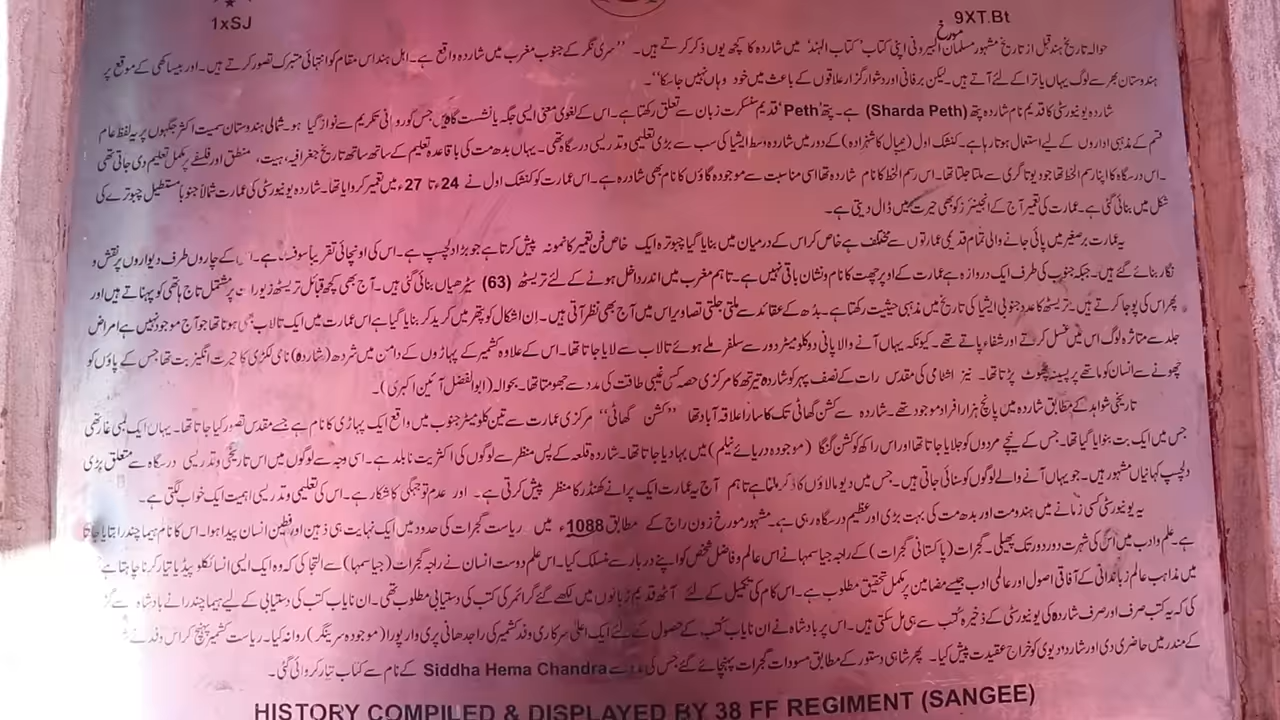 1xSJ
9XT.Bt
حوالہ تاریخ ہند قبل از تاریخ مشہور مسلمان مورخ البیرونی اپنی کتاب ’کتاب الہند‘ میں شاردہ کا کچھ یوں ذکر کرتے ہیں۔ ”سری نگر کے جنوب مغرب میں شاردہ واقع ہے۔ اہل ہند اس مقام کو انتہائی متبرک تصور کرتے ہیں۔ اور بیساکھی کے موقع پر
ہندوستان بھر سے لوگ یہاں یاترا کے لئے آتے ہیں۔ لیکن برفانی اور دشوار گزار علاقوں کے باعث میں خود وہاں نہیں جا سکا“۔
شاردہ یونیورسٹی کا قدیم نام شاردہ پتھ (Sharda Peth) ہے۔ پتھ ’Peth‘ قدیم سنسکرت زبان سے تعلق رکھتا ہے۔ اس کے لغوی معنی ایسی جگہ یا نشست گاہ ہیں جس کو روحانی تکریم سے نوازا گیا ہو۔ شمالی ہندوستان سمیت اکثر جگہوں پر یہ لفظ عام
قسم کے مذہبی اداروں کے لیے استعمال ہوتا رہا ہے۔ کنشک اول (نیپال کا شہزادہ) کے دور میں شاردہ وسط ایشیا کی سب سے بڑی تعلیمی و تدریسی درسگاہ تھی۔ یہاں بدھ مت کی باقاعدہ تعلیم کے ساتھ ساتھ تاریخ، جغرافیہ، ہیت، منطق اور فلسفے پر مکمل تعلیم دی جاتی تھی
۔ اس درسگاہ کا اپنا رسم الخط تھا جو دیوتا گری سے ملتا جلتا تھا۔ اس رسم الخط کا نام شاردہ تھا اسی مناسبت سے موجودہ گاؤں کا نام بھی شاردہ ہے۔ اس عمارت کو کنشک اول نے 24ء تا 27ء میں تعمیر کروایا تھا۔ شاردہ یونیورسٹی کی عمارت شمالاً جنوباً مستطیل چبوترے کی
شکل میں بنائی گئی ہے۔ عمارت کی تعمیر آج کے انجینئرز کو بھی حیرت میں ڈال دیتی ہے۔
یہ عمارت برصغیر میں پائی جانے والی تمام قدیمی عمارتوں سے مختلف ہے خاص کر اس کے درمیان میں بنایا گیا چبوترہ ایک خاص فن تعمیر کا نمونہ پیش کرتا ہے جو بڑا دلچسپ ہے۔ اس کی اونچائی تقریباً سو فٹ ہے۔ اس کے چاروں طرف دیواروں پر نقش و
نگار بنائے گئے ہیں۔ جبکہ جنوب کی طرف ایک دروازہ ہے عمارت کے اوپر چھت کا نام و نشان باقی نہیں ہے۔ تاہم مغرب میں اندر داخل ہونے کے لئے تریسٹھ (63) سیڑھیاں بنائی گئی ہیں۔ آج بھی کچھ قبائل تریسٹھ زیورات پر مشتمل تاج ہاتھی کو پہناتے ہیں اور
پھر اس کی پوجا کرتے ہیں۔ تریسٹھ کا عدد جنوبی ایشیا کی تاریخ میں مذہبی حیثیت رکھتا ہے۔ بدھ کے عقائد سے ملتی جلتی تصاویر اس میں آج بھی نظر آتی ہیں۔ ان اشکال کو پتھر میں کرید کر بنایا گیا ہے اس عمارت میں ایک تالاب بھی ہوتا تھا جو آج موجود نہیں ہے امراض
جلد سے متاثرہ لوگ اس میں غسل کرتے اور شفاء پاتے تھے۔ کیونکہ یہاں آنے والا پانی دو کلومیٹر دور سے سلفر ملے ہوئے تالاب سے لایا جاتا تھا۔ اس کے علاوہ کشمیر کے پہاڑوں کے دامن میں شردھ (شاردہ) نامی لکڑی کا حیرت انگیز بت تھا جس کے پاؤں کو
چھونے سے انسان کو ماتھے پر پسینہ پھوٹ پڑتا تھا۔ نیز اشٹامی کی مقدس رات کے نصف پہر کو شاردہ تیرتھ کا مرکزی حصہ کسی غیبی طاقت کی مدد سے جھومتا تھا۔ بحوالہ (ابوالفضل آئین اکبری)۔
تاریخی شواہد کے مطابق شاردہ میں پانچ ہزار افراد موجود تھے۔ شاردہ سے کشن گھاٹی تک کا سارا علاقہ آباد تھا ”کشن گھاٹی“ مرکزی عمارت سے تین کلومیٹر جنوب میں واقع ایک پہاڑی کا نام ہے جسے مقدس تصور کیا جاتا تھا۔ یہاں ایک لمبی غار تھی
جس میں ایک بت بنوایا گیا تھا۔ جس کے نیچے مردوں کو جلایا جاتا تھا اور اس راکھ کو کشن گنگا (موجودہ دریائے نیلم) میں بہا دیا جاتا تھا۔ شاردہ قلعہ کے پس منظر سے لوگوں کی اکثریت نابلد ہے۔ اسی وجہ سے لوگوں میں اس تاریخی و تدریسی درسگاہ سے متعلق بڑی
دلچسپ کہانیاں مشہور ہیں۔ جو یہاں آنے والے لوگوں کو سنائی جاتی ہیں۔ جس میں دیو مالاؤں کا ذکر ملتا ہے تاہم آج یہ عمارت ایک پرانے کھنڈر کا منظر پیش کرتی ہے۔ اور عدم توجہگی کا شکار ہے۔ اس کی تعلیمی و تدریسی اہمیت ایک خواب لگتی ہے۔
یہ یونیورسٹی کسی زمانے میں ہندومت اور بدھ مت کی بہت بڑی اور عظیم درسگاہ رہی ہے۔ مشہور مورخ زون راج کے مطابق 1088ء میں ریاست گجرات کی حدود میں ایک نہایت ہی ذہین اور فطین انسان پیدا ہوا۔ اس کا نام ہیما چندرا بتایا جاتا
ہے۔ علم و ادب میں اس کی شہرت دور دور تک پھیلی۔ گجرات (پاکستانی گجرات) کے راجہ جیا سمہا نے اس عالم و فاضل شخص کو اپنے دربار سے منسلک کیا۔ اس علم دوست انسان نے راجہ گجرات (جیا سمہا) سے التجا کی کہ وہ ایک ایسی انسائیکلوپیڈیا تیار کرنا چاہتا ہے
میں مذاہب عالم زباندانی کے آفاقی اصول اور عالمی ادب جیسے مضامین پر مکمل تحقیق مطلوب ہے۔ اس کام کی تکمیل کے لئے آٹھ قدیم زبانوں میں لکھے گئے گرائمر کی کتب کی دستیابی مطلوب تھی۔ ان نایاب کتب کی دستیابی کے لیے ہیما چندرا نے بادشاہ سے
کی کہ یہ کتب صرف اور صرف شاردہ کی یونیورسٹی کے ذخیرہ کتب سے ہی مل سکتی ہیں۔ اس پر بادشاہ نے ان نایاب کتب کے حصول کے لئے ایک اعلیٰ سرکاری وفد کشمیر کی راجدھانی پری وارپورا (موجودہ سرینگر) روانہ کیا۔ ریاست کشمیر پہنچ کر اس وفد نے
کے مندر میں حاضری دی اور شاردا دیوی کو خراج عقیدت پیش کیا۔ پھر شاہی دستور کے مطابق مسودات گجرات پہنچائے گئے جس کی سے Siddha Hema Chandra کے نام سے کتاب تیار کروائی گئی۔
HISTORY COMPILED & DISPLAYED BY 38 FF REGIMENT (SANGEE)